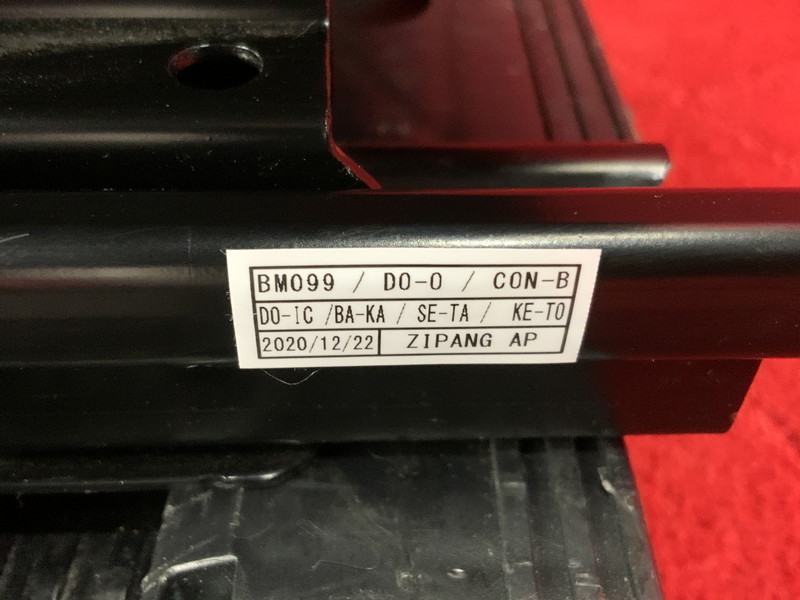 BM099 / DO-O / CON-B
DO-IC /BA-KA / SE-TA / KE-TO
2020/12/22 ZIPANG AP